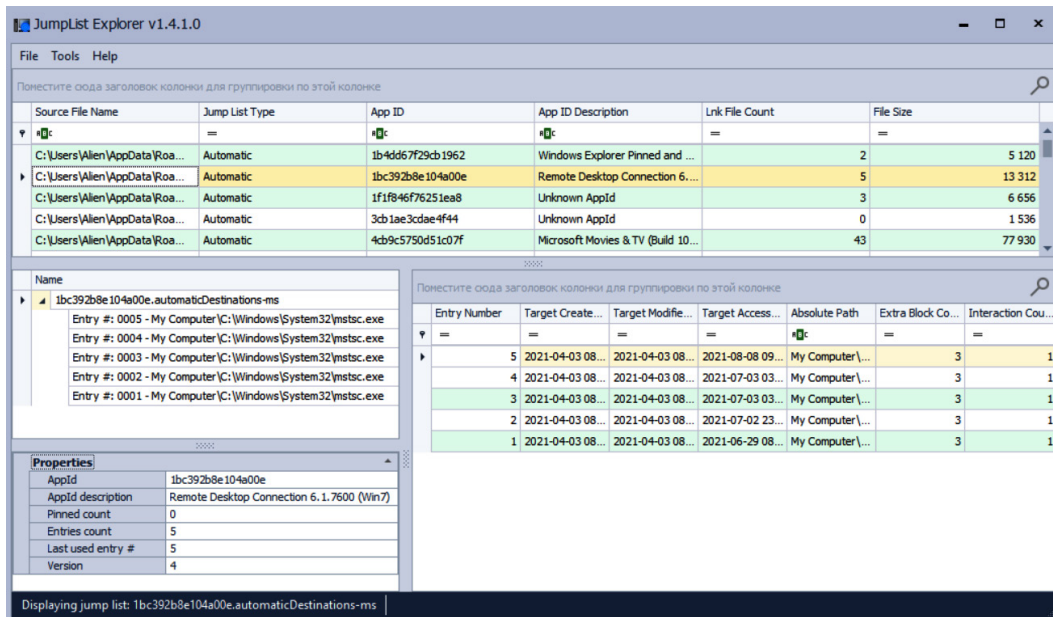 JumpList Explorer v1.4.1.0
File Tools Help
Поместите сюда заголовок колонки для группировки по этой колонке
Source File Name Jump List Type App ID App ID Description Lnk File Count File Size
= = =
C:\Users\Alien\AppData\Roa... Automatic 1b4dd67f29cb1962 Windows Explorer Pinned and ... 2 5 120
C:\Users\Alien\AppData\Roa... Automatic 1bc392b8e104a00e Remote Desktop Connection 6.... 5 13 312
C:\Users\Alien\AppData\Roa... Automatic 1f1f846f76251ea8 Unknown AppId 3 6 656
C:\Users\Alien\AppData\Roa... Automatic 3cb1ae3cdae4f44 Unknown AppId 0 1 536
C:\Users\Alien\AppData\Roa... Automatic 4cb9c5750d51c07f Microsoft Movies & TV (Build 10... 43 77 930
Name
1bc392b8e104a00e.automaticDestinations-ms
Entry #: 0005 - My Computer\C:\Windows\System32\mstsc.exe
Entry #: 0004 - My Computer\C:\Windows\System32\mstsc.exe
Entry #: 0003 - My Computer\C:\Windows\System32\mstsc.exe
Entry #: 0002 - My Computer\C:\Windows\System32\mstsc.exe
Entry #: 0001 - My Computer\C:\Windows\System32\mstsc.exe
Properties
AppId 1bc392b8e104a00e
AppId description Remote Desktop Connection 6.1.7600 (Win7)
Pinned count 0
Entries count 5
Last used entry # 5
Version 4
Поместите сюда заголовок колонки для группировки по этой колонке
Entry Number Target Create... Target Modifie... Target Access... Absolute Path Extra Block Co... Interaction Cou...
= = = = = =
5 2021-04-03 08... 2021-04-03 08... 2021-08-08 09... My Computer\... 3 1
4 2021-04-03 08... 2021-04-03 08... 2021-07-03 03... My Computer\... 3 1
3 2021-04-03 08... 2021-04-03 08... 2021-07-03 03... My Computer\... 3 1
2 2021-04-03 08... 2021-04-03 08... 2021-07-02 23... My Computer\... 3 1
1 2021-04-03 08... 2021-04-03 08... 2021-06-29 08... My Computer\... 3 1
Displaying jump list: 1bc392b8e104a00e.automaticDestinations-ms